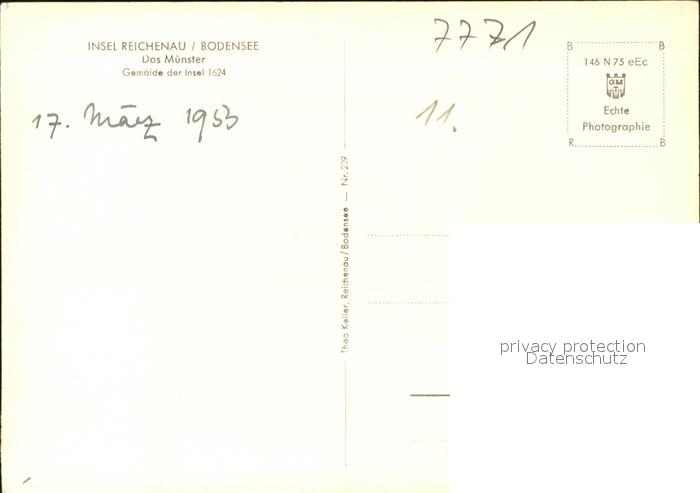 INSEL REICHENAU / BODENSEE
Das Münster
Gemälde der Insel 1624
17. März 1953
7771
11.
B B
146 N 75 eEc
GM
T
Echte
Photographie
R B
Theo Keller, Reichenau/Bodensee — Nr. 209
privacy protection
Datenschutz